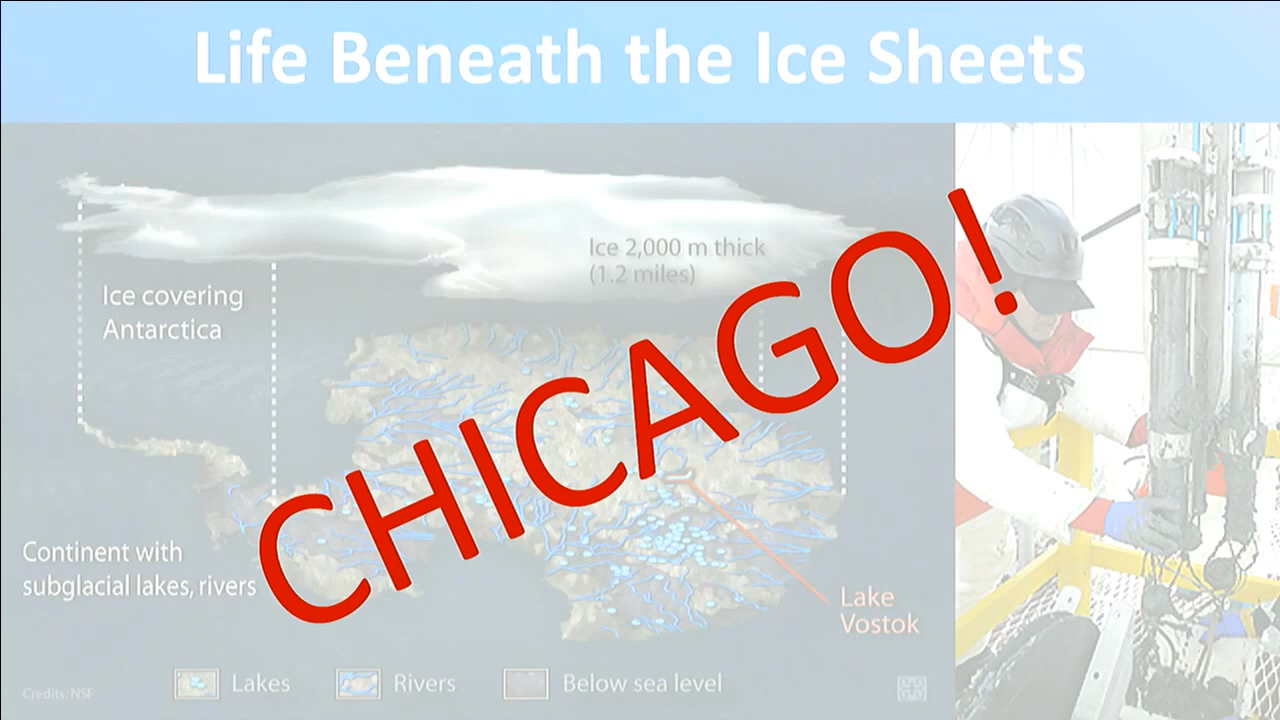 Life Beneath the Ice Sheets
Ice 2,000 m thick
(1.2 miles)
Ice covering
Antarctica
CHICAGO!
Continent with
subglacial lakes, rivers
Lake
Vostok
Lakes
Rivers
Below sea level
Credits: NSF